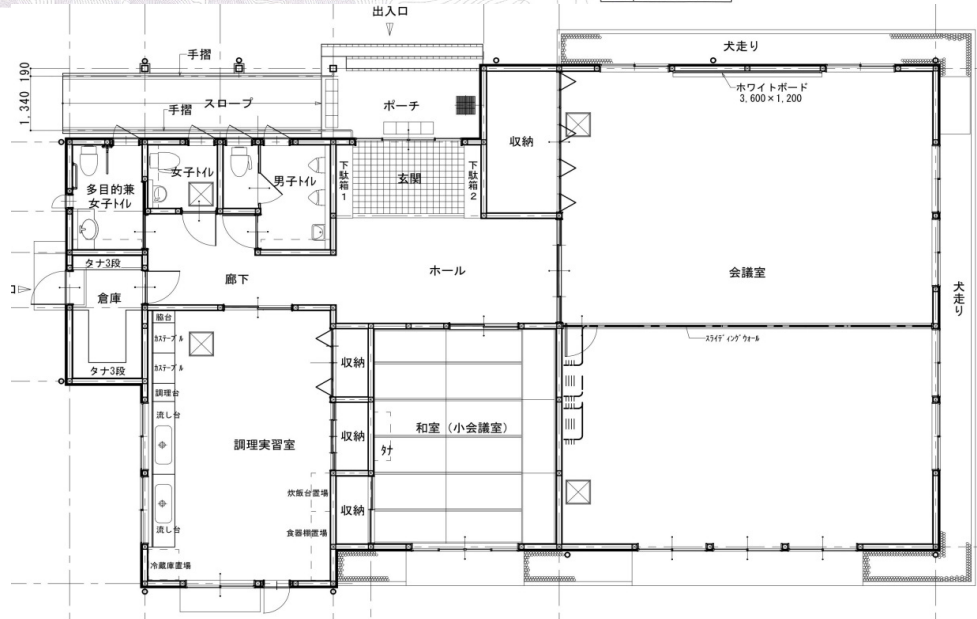 出入口
犬走り
手摺
190
1,340
スロープ
手摺
ポーチ
ホワイトボード
3,600×1,200
収納
女子トイレ
男子トイレ
下駄箱1
玄関
下駄箱2
多目的兼
女子トイレ
タナ3段
倉庫
廊下
ホール
会議室
犬走り
口
タナ3段
脇台
ガステーブル
ガステーブル
調理台
流し台
調理実習室
収納
収納
収納
タナ
和室（小会議室）
スライディングウォール
炊飯台置場
食器棚置場
流し台
冷蔵庫置場